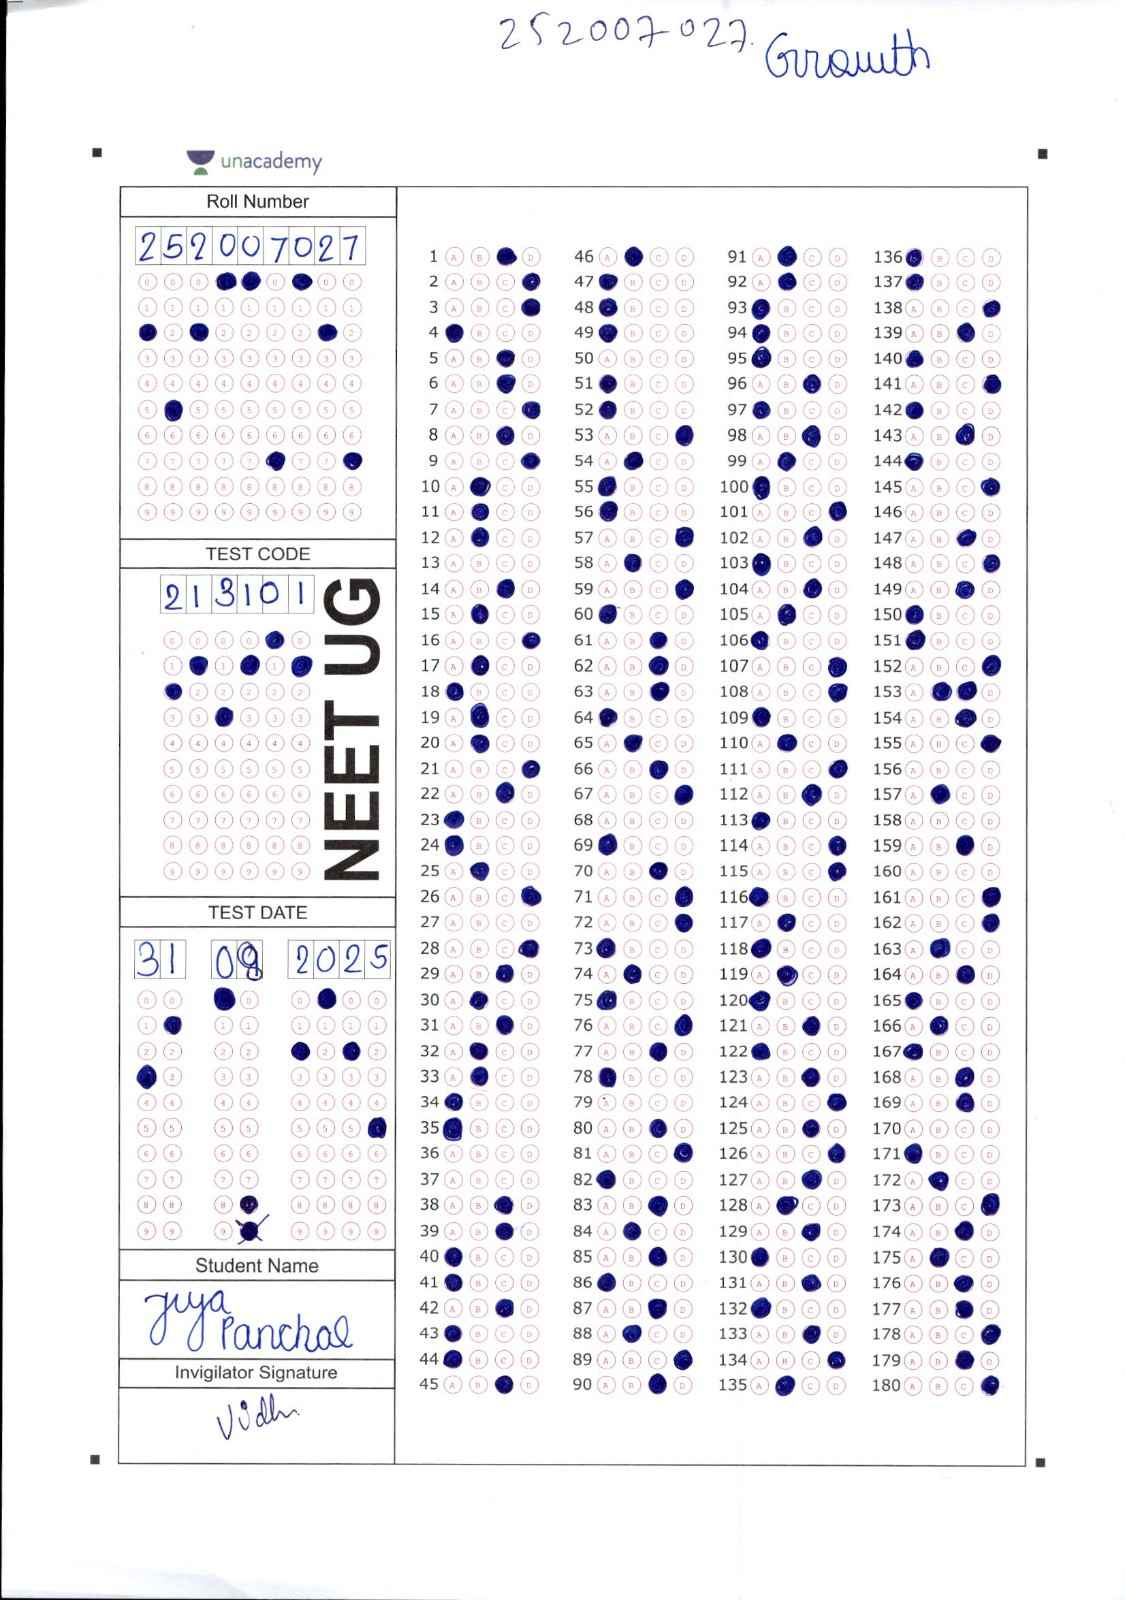 252007027.
unacademy
Roll Number
252007027
TEST CODE
213101
NEET UG
TEST DATE
31 09 2025
Student Name
Jiya
Panchal
Invigilator Signature
Vidhi
1 A B D
2 A B C
3 A B C
4 B C D
5 A B D
6 A B D
7 A B C
8 A B D
9 A B C
10 A C D
11 A C D
12 A C D
13 A B C D
14 A B D
15 A C D
16 A B C
17 A C D
18 B C D
19 A C D
20 A C D
21 A B C
22 A B D
23 B C D
24 B C D
25 A C D
26 A B C
27 A B C D
28 A B C
29 A B D
30 A C D
31 A B D
32 A C D
33 A C D
34 B C D
35 B C D
36 A B C D
37 A B C D
38 A B D
39 A B D
40 B C D
41 B C D
42 A B D
43 B C D
44 B C D
45 A B D
46 A C D
47 B C D
48 B C D
49 B C D
50 A B C D
51 B C D
52 B C D
53 A B C
54 A C D
55 B C D
56 B C D
57 A B C
58 A C D
59 A B C
60 B C D
61 A B D
62 A B D
63 A B D
64 B C D
65 A C D
66 A B D
67 A B C
68 A B C D
69 B C D
70 A B D
71 A B C
72 A B C
73 B C D
74 A C D
75 B C D
76 A B C
77 A B D
78 B C D
79 A B C D
80 A B D
81 A B C
82 B C D
83 A B D
84 A C D
85 A B D
86 B C D
87 A B D
88 A C D
89 A B C
90 A B D
91 A C D
92 A C D
93 B C D
94 B C D
95 B C D
96 A B D
97 B C D
98 A B D
99 A C D
100 B C D
101 A B C
102 A B D
103 B C D
104 A B D
105 A C D
106 B C D
107 A B C
108 A B C
109 B C D
110 A C D
111 A B C
112 A B D
113 B C D
114 A B C
115 A B C
116 B C D
117 A C D
118 B C D
119 A C D
120 B C D
121 A B D
122 B C D
123 A B D
124 A B C
125 A B D
126 A B C
127 A B D
128 A C D
129 A B D
130 B C D
131 A B D
132 B C D
133 A B D
134 A B C
135 A C D
136 B C D
137 B C D
138 A B C
139 A B D
140 B C D
141 A B C
142 B C D
143 A B D
144 B C D
145 A B C
146 A B C D
147 A B D
148 A B C
149 A B D
150 B C D
151 B C D
152 A B C
153 A D
154 A B D
155 A B C
156 A B C D
157 A C D
158 A B C D
159 A B D
160 A B C D
161 A B C
162 A B C
163 A C D
164 A B D
165 B C D
166 A C D
167 B C D
168 A B D
169 A B D
170 A B C D
171 B C D
172 A C D
173 A B C
174 A B D
175 A C D
176 A B D
177 A B D
178 A B C
179 A B D
180 A B C